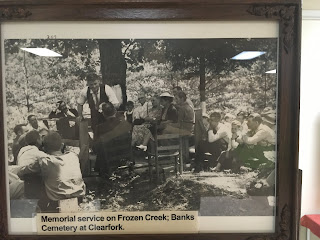 Memorial service on Frozen Creek; Banks
Cemetery at Clearfork.